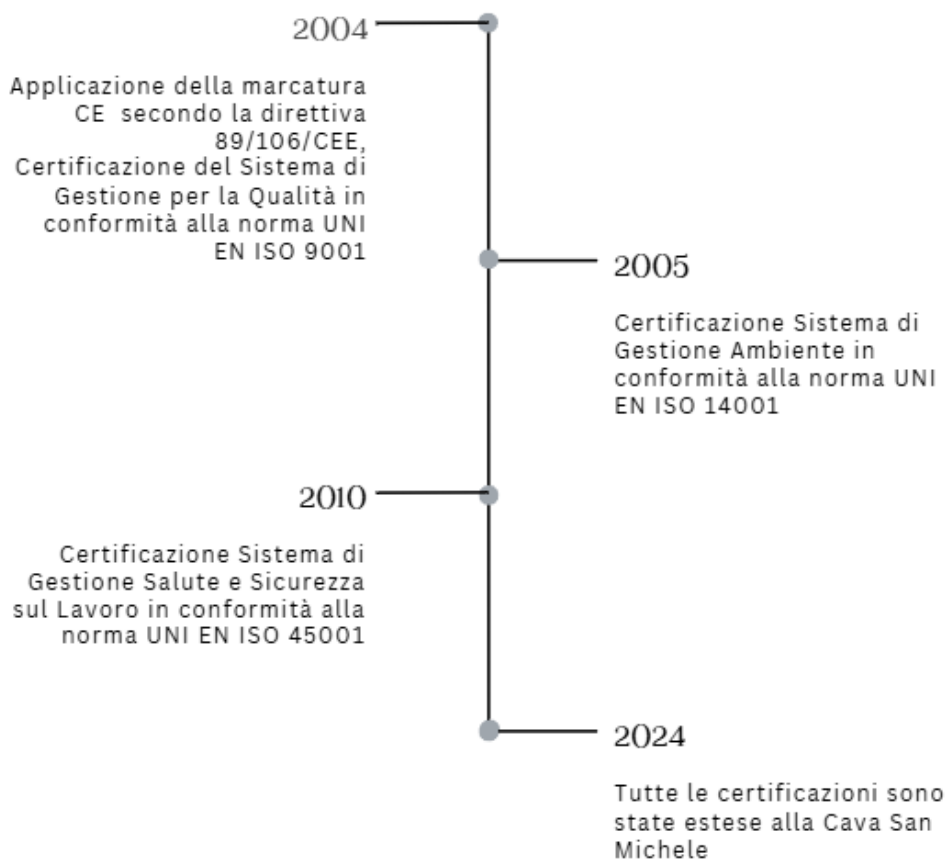 2004
Applicazione della marcatura
CE secondo la direttiva
89/106/CEE,
Certificazione del Sistema di
Gestione per la Qualità in
conformità alla norma UNI
EN ISO 9001
2005
Certificazione Sistema di
Gestione Ambiente in
conformità alla norma UNI
EN ISO 14001
2010
Certificazione Sistema di
Gestione Salute e Sicurezza
sul Lavoro in conformità alla
norma UNI EN ISO 45001
2024
Tutte le certificazioni sono
state estese alla Cava San
Michele